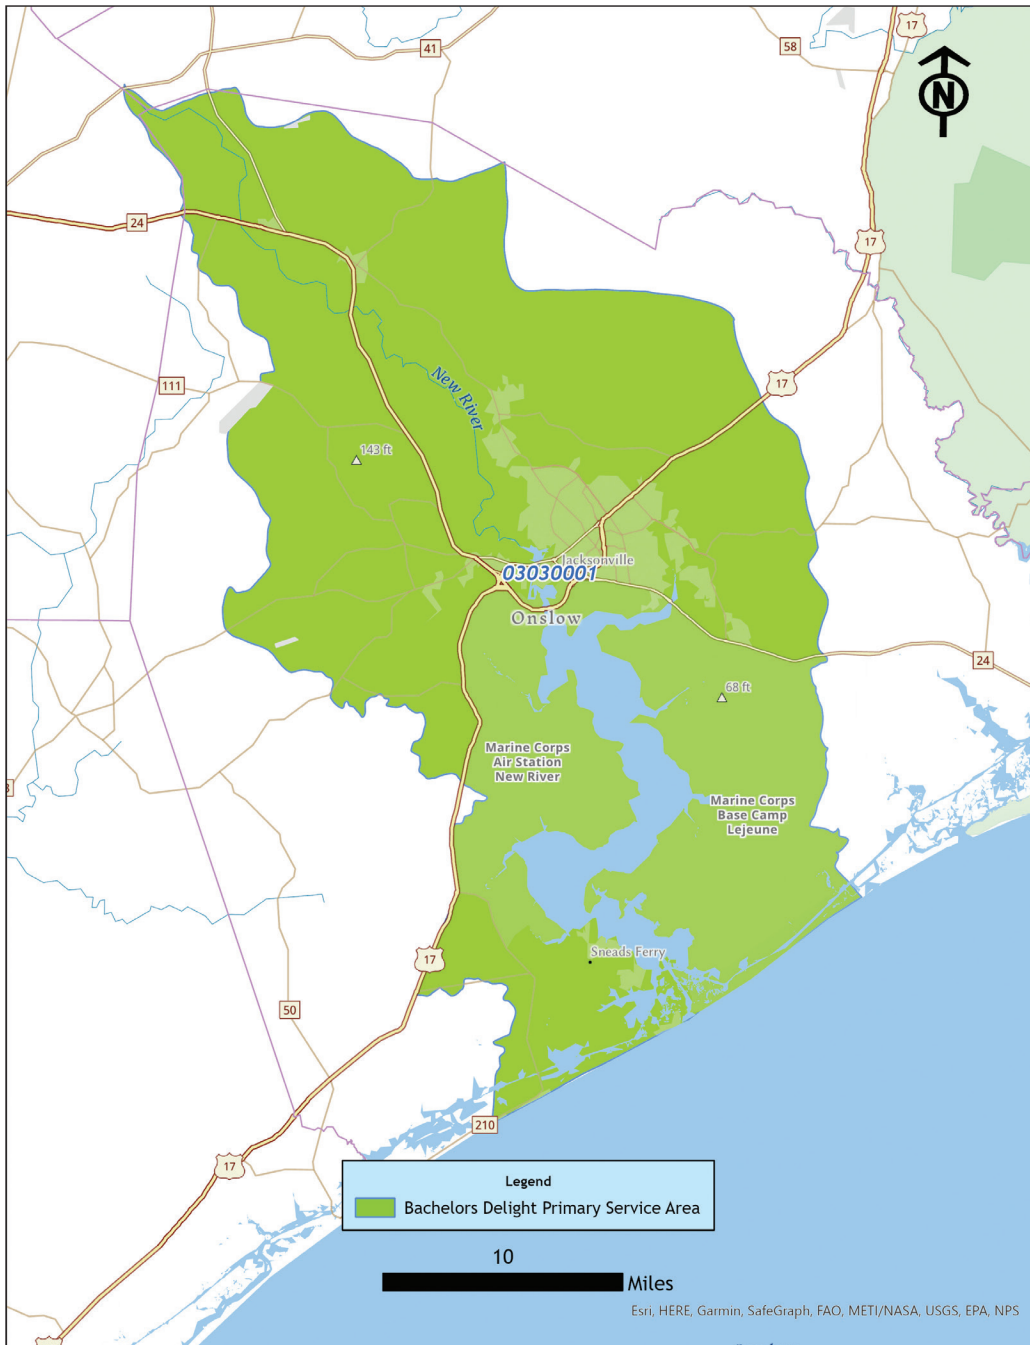 17
41
58
N
24
17
17
111
New River
143 ft
Jacksonville
03030001
Onslow
24
68 ft
Marine Corps
Air Station
New River
Marine Corps
Base Camp
Lejeune
Sneads Ferry
17
50
210
17
Legend
Bachelors Delight Primary Service Area
10
Miles
Esri, HERE, Garmin, SafeGraph, FAO, METI/NASA, USGS, EPA, NPS